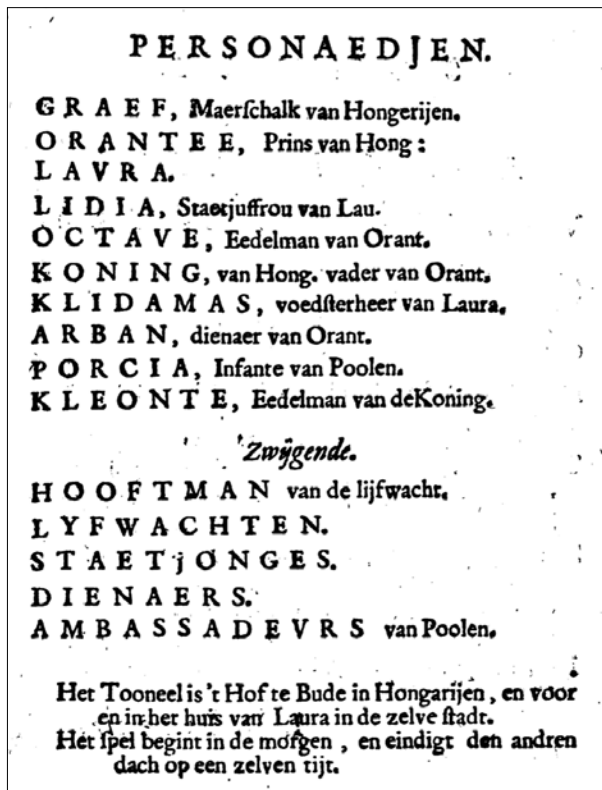 PERSONAEDJEN.
GRAEF, Maerſchalk van Hongerijen.
ORANTEE, Prins van Hong:
LAVRA.
LIDIA, Staetjuffrou van Lau.
OCTAVE, Eedelman van Orant.
KONING, van Hong. vader van Orant.
KLIDAMAS, voedſterheer van Laura.
ARBAN, dienaer van Orant.
PORCIA, Infante van Poolen.
KLEONTE, Eedelman van deKoning.
Zwijgende.
HOOFTMAN van de lijfwacht.
LYFWACHTEN.
STAETjONGES.
DIENAERS.
AMBASSADEVRS van Poolen.
Het Tooneel is 't Hof te Bude in Hongarijen, en voor
en in het huis van Laura in de zelve ſtadt.
Het ſpel begint in de morgen, en eindigt den andren
dach op een zelven tijt.